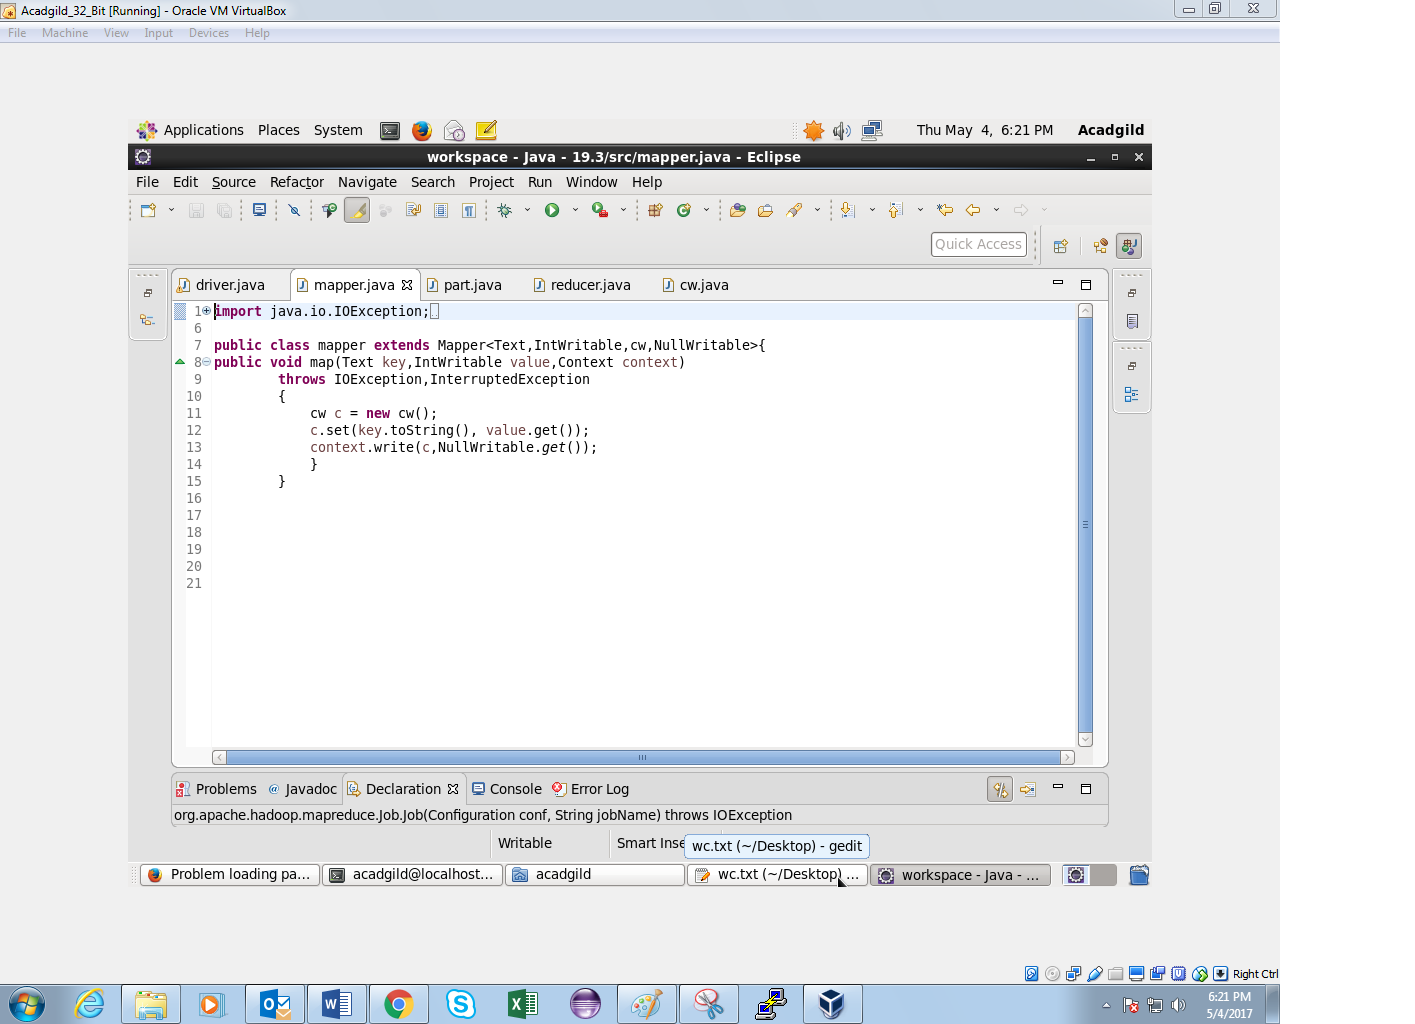 Acadgild_32_Bit [Running] - Oracle VM VirtualBox
File Machine View Input Devices Help
Applications Places System Thu May 4, 6:21 PM Acadgild
workspace - Java - 19.3/src/mapper.java - Eclipse
File Edit Source Refactor Navigate Search Project Run Window Help
Quick Access
driver.java mapper.java part.java reducer.java cw.java
1 import java.io.IOException;
6
7 public class mapper extends Mapper<Text,IntWritable,cw,NullWritable>{
8 public void map(Text key,IntWritable value,Context context)
9 throws IOException,InterruptedException
10 {
11 cw c = new cw();
12 c.set(key.toString(), value.get());
13 context.write(c,NullWritable.get());
14 }
15 }
16
17
18
19
20
21
Problems @ Javadoc Declaration Console Error Log
org.apache.hadoop.mapreduce.Job.Job(Configuration conf, String jobName) throws IOException
Writable Smart Inse
wc.txt (~/Desktop) - gedit
Problem loading pa... acadgild@localhost... acadgild wc.txt (~/Desktop) ... workspace - Java - ...
Right Ctrl
6:21 PM
5/4/2017